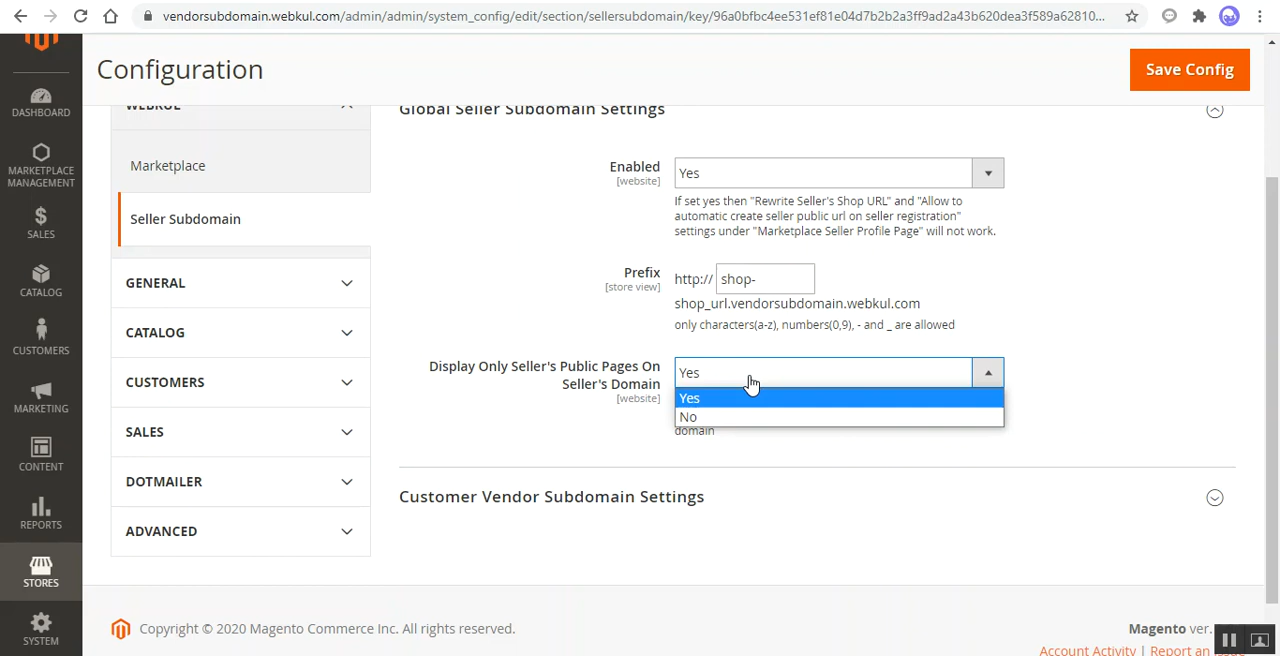 vendorsubdomain.webkul.com/admin/admin/system_config/edit/section/sellersubdomain/key/96a0bfbc4ee531ef81e04d7b2b2a3ff9ad2a43b620dea3f589a62810...
Configuration
Save Config
DASHBOARD
MARKETPLACE
MANAGEMENT
SALES
CATALOG
CUSTOMERS
MARKETING
CONTENT
REPORTS
STORES
SYSTEM
WEBKUL
Marketplace
Seller Subdomain
GENERAL
CATALOG
CUSTOMERS
SALES
DOTMAILER
ADVANCED
Global Seller Subdomain Settings
Enabled
[website]
Yes
If set yes then "Rewrite Seller's Shop URL" and "Allow to
automatic create seller public url on seller registration"
settings under "Marketplace Seller Profile Page" will not work.
Prefix
[store view]
http:// shop-
shop_url.vendorsubdomain.webkul.com
only characters(a-z), numbers(0,9), - and _ are allowed
Display Only Seller's Public Pages On
Seller's Domain
[website]
Yes
Yes
No
domain
Customer Vendor Subdomain Settings
Copyright © 2020 Magento Commerce Inc. All rights reserved.
Magento ver.
Account Activity | Report an